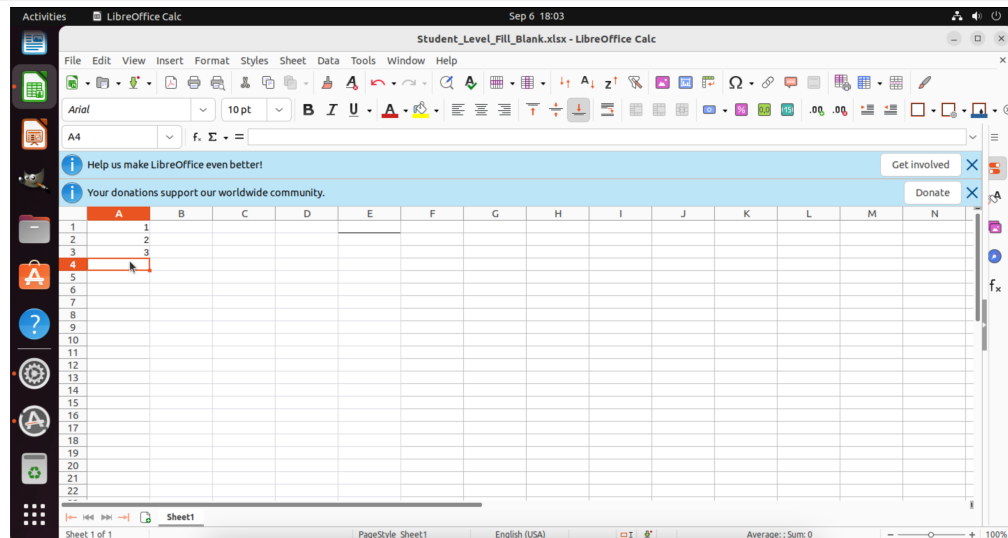 Activities LibreOffice Calc Sep 6 18:03
Student_Level_Fill_Blank.xlsx - LibreOffice Calc
File Edit View Insert Format Styles Sheet Data Tools Window Help
Arial 10 pt
A4
Help us make LibreOffice even better! Get involved
Your donations support our worldwide community. Donate
A B C D E F G H I J K L M N
1 1
2 2
3 3
4
5
6
7
8
9
10
11
12
13
14
15
16
17
18
19
20
21
22
Sheet1
Sheet 1 of 1 PageStyle_Sheet1 English (USA) Average: ; Sum: 0 100%